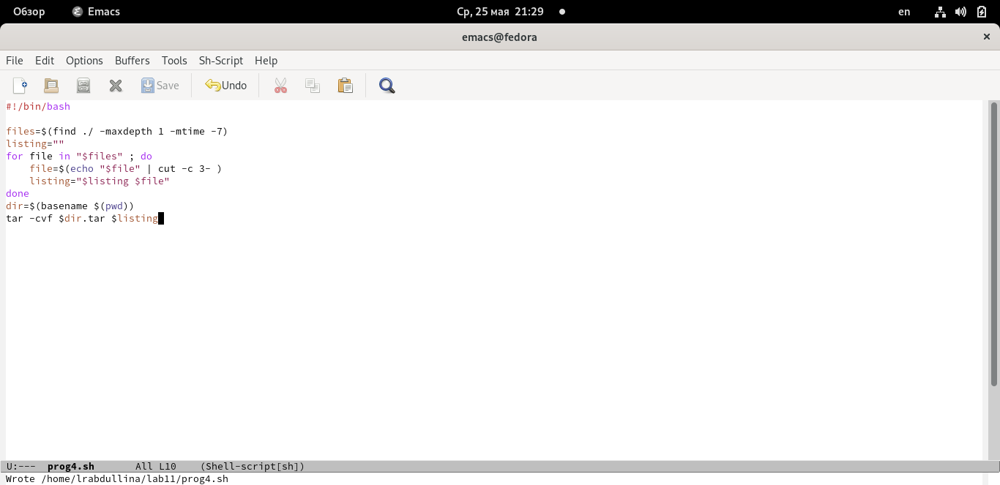 Обзор Emacs Ср, 25 мая 21:29 en
emacs@fedora
File Edit Options Buffers Tools Sh-Script Help
Save Undo
#!/bin/bash
files=$(find ./ -maxdepth 1 -mtime -7)
listing=""
for file in "$files" ; do
    file=$(echo "$file" | cut -c 3- )
    listing="$listing $file"
done
dir=$(basename $(pwd))
tar -cvf $dir.tar $listing
U:---  prog4.sh       All L10    (Shell-script[sh])
Wrote /home/lrabdullina/lab11/prog4.sh